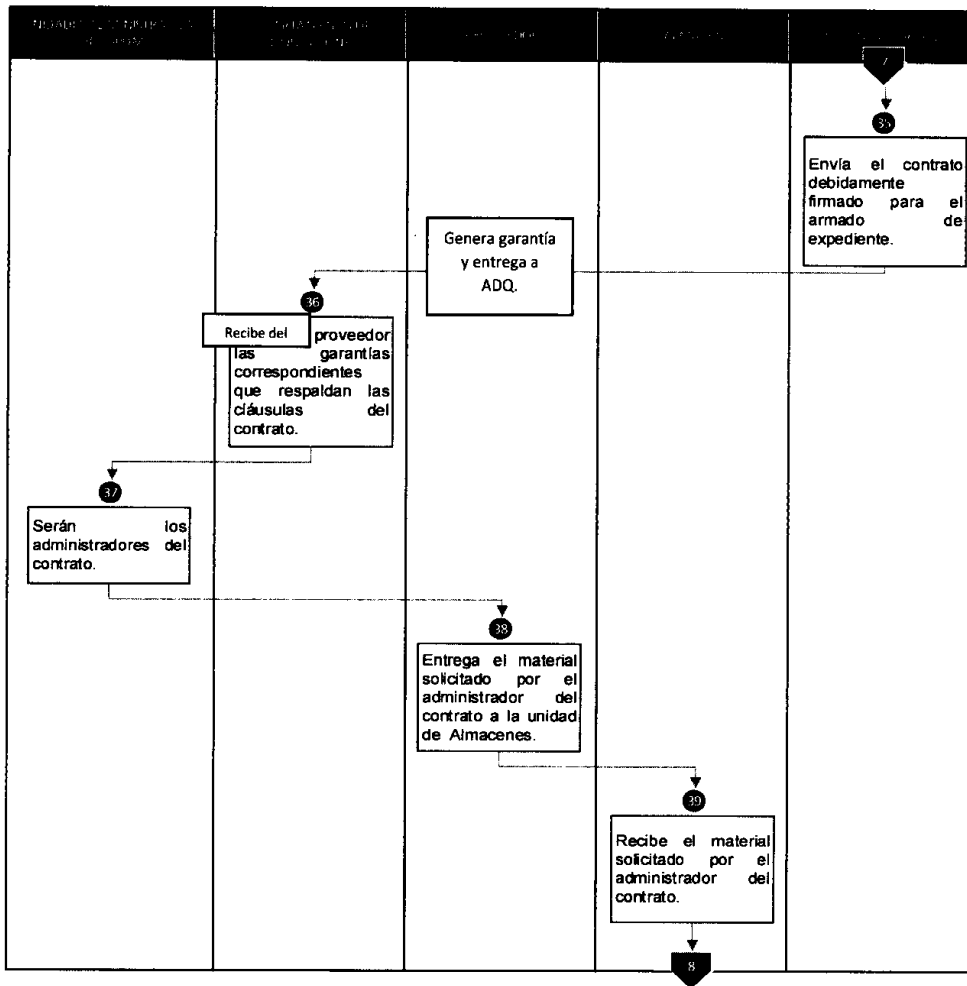 7
35
Envía el contrato
debidamente
firmado para el
armado de
expediente.
Genera garantía
y entrega a
ADQ.
36
Recibe del proveedor
las garantías
correspondientes
que respaldan las
cláusulas del
contrato.
37
Serán los
administradores del
contrato.
38
Entrega el material
solicitado por el
administrador del
contrato a la unidad
de Almacenes.
39
Recibe el material
solicitado por el
administrador del
contrato.
8